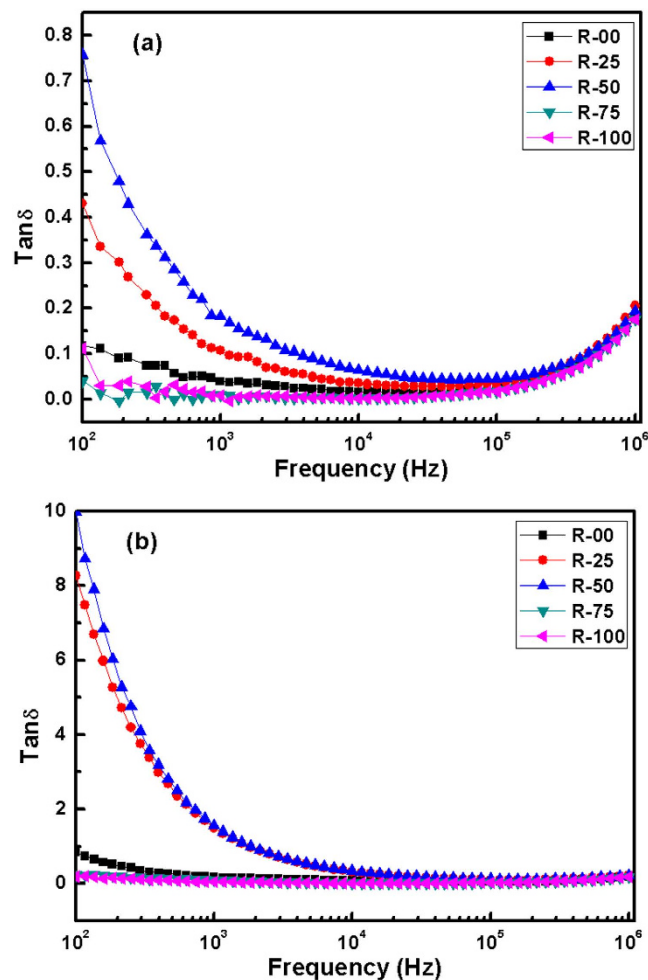 (a)
R-00
R-25
R-50
R-75
R-100
0.8
0.7
0.6
0.5
0.4
0.3
0.2
0.1
0.0
Tanδ
10² 10³ 10⁴ 10⁵ 10⁶
Frequency (Hz)
(b)
R-00
R-25
R-50
R-75
R-100
10
8
6
4
2
0
Tanδ
10² 10³ 10⁴ 10⁵ 10⁶
Frequency (Hz)